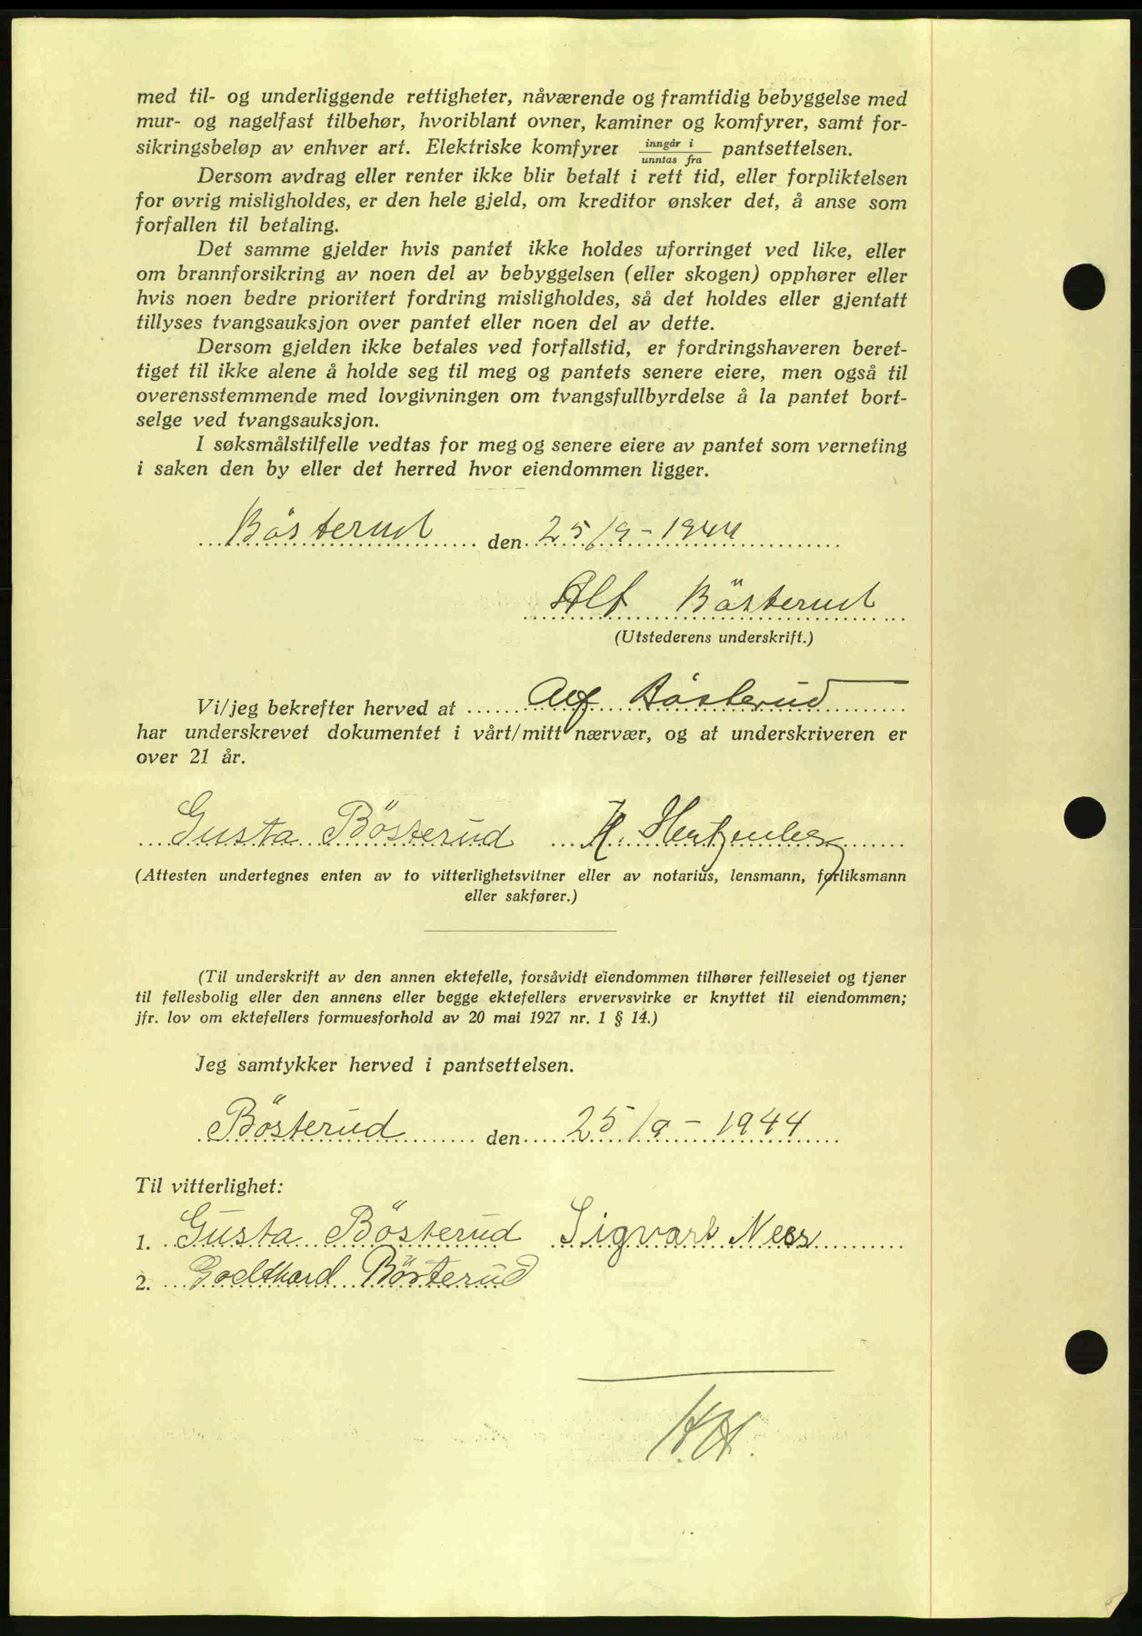 med til- og underliggende rettigheter, nåværende og framtidig bebyggelse med
mur- og nagelfast tilbehør, hvoriblant ovner, kaminer og komfyrer, samt for-
sikringsbeløp av enhver art. Elektriske komfyrer inngår i / unntas fra pantsettelsen.
Dersom avdrag eller renter ikke blir betalt i rett tid, eller forpliktelsen
for øvrig misligholdes, er den hele gjeld, om kreditor ønsker det, å anse som
forfallen til betaling.
Det samme gjelder hvis pantet ikke holdes uforringet ved like, eller
om brannforsikring av noen del av bebyggelsen (eller skogen) opphører eller
hvis noen bedre prioritert fordring misligholdes, så det holdes eller gjentatt
tillyses tvangsauksjon over pantet eller noen del av dette.
Dersom gjelden ikke betales ved forfallstid, er fordringshaveren beret-
tiget til ikke alene å holde seg til meg og pantets senere eiere, men også til
overensstemmende med lovgivningen om tvangsfullbyrdelse å la pantet bort-
selge ved tvangsauksjon.
I søksmålstilfelle vedtas for meg og senere eiere av pantet som verneting
i saken den by eller det herred hvor eiendommen ligger.
Bösterud den 25/9-1944
Alf Bösterud
(Utstederens underskrift.)
Vi/jeg bekrefter herved at Alf Bösterud
har underskrevet dokumentet i vårt/mitt nærvær, og at underskriveren er
over 21 år.
Gusta Bösterud H. Hertzenberg
(Attesten undertegnes enten av to vitterlighetsvitner eller av notarius, lensmann, forliksmann
eller sakfører.)
(Til underskrift av den annen ektefelle, forsåvidt eiendommen tilhører feilleseiet og tjener
til fellesbolig eller den annens eller begge ektefellers ervervsvirke er knyttet til eiendommen;
jfr. lov om ektefellers formuesforhold av 20 mai 1927 nr. 1 § 14.)
Jeg samtykker herved i pantsettelsen.
Bösterud den 25/9-1944
Til vitterlighet:
1. Gusta Bösterud Sigvart
2. Godthard Bösterud